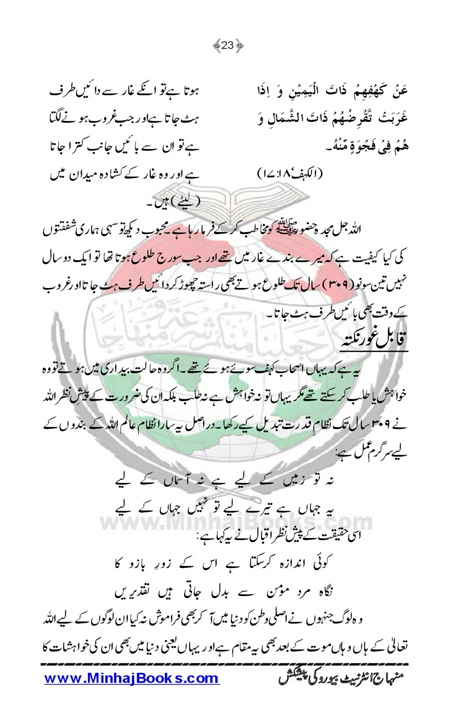 ﴿23﴾
عَنْ كَهْفِهِمْ ذَاتَ الْيَمِيْنِ وَ اِذَا
غَرَبَتْ تَّقْرِضُهُمْ ذَاتَ الشَّمَالِ وَ
هُمْ فِیْ فَجْوَةٍ مِّنْهُ۔
(الکہف ۱۸:۱۷)
ہوتا ہے تو انکے غار سے دائیں طرف
ہٹ جاتا ہے اور جب غروب ہونے لگتا
ہے تو ان سے بائیں جانب کترا جاتا
ہے اور وہ غار کے کشادہ میدان میں
(لیٹے) ہیں۔
اللہ جل مجدہ حضور ﷺ کو مخاطب کر کے فرما رہا ہے۔ محبوب دیکھ تو سہی ہماری شفقتوں
کی کیا کیفیت ہے کہ میرے بندے غار میں تھے اور جب سورج طلوع ہوتا تھا تو ایک دو سال
نہیں تین سو نو (۳۰۹) سال تک طلوع ہوتے بھی راستہ چھوڑ کر دائیں طرف ہٹ جاتا اور غروب
کے وقت بھی بائیں طرف ہٹ جاتا۔
قابل غور نکتہ
یہ ہے کہ یہاں اصحاب کہف سوئے ہوئے تھے۔ اگر وہ حالت بیداری میں ہوتے تو وہ
خواہش یا طلب کر سکتے تھے مگر یہاں تو نہ خواہش ہے نہ طلب بلکہ ان کی ضرورت کے پیش نظر اللہ
نے ۳۰۹ سال تک نظام قدرت تبدیل کیے رکھا۔ دراصل یہ سارا نظام عالم اللہ کے بندوں کے
لیے سرگرم عمل ہے:
نہ تو زمیں کے لیے ہے نہ آسماں کے لیے
یہ جہاں ہے تیرے لیے تو نہیں جہاں کے لیے
اسی حقیقت کے پیش نظر اقبال نے یہ کہا ہے:
کوئی اندازہ کر سکتا ہے اس کے زور بازو کا
نگاہ مرد مؤمن سے بدل جاتی ہیں تقدیریں
وہ لوگ جنہوں نے اصلی وطن کو دنیا میں آ کر بھی فراموش نہ کیا ان لوگوں کے لیے اللہ
تعالیٰ کے ہاں وہاں موت کے بعد بھی یہ مقام ہے اور یہاں یعنی دنیا میں بھی ان کی خواہشات کا
www.MinhajBooks.com
منہاج انٹرنیٹ بیورو کی پیشکش
www.MinhajBooks.com